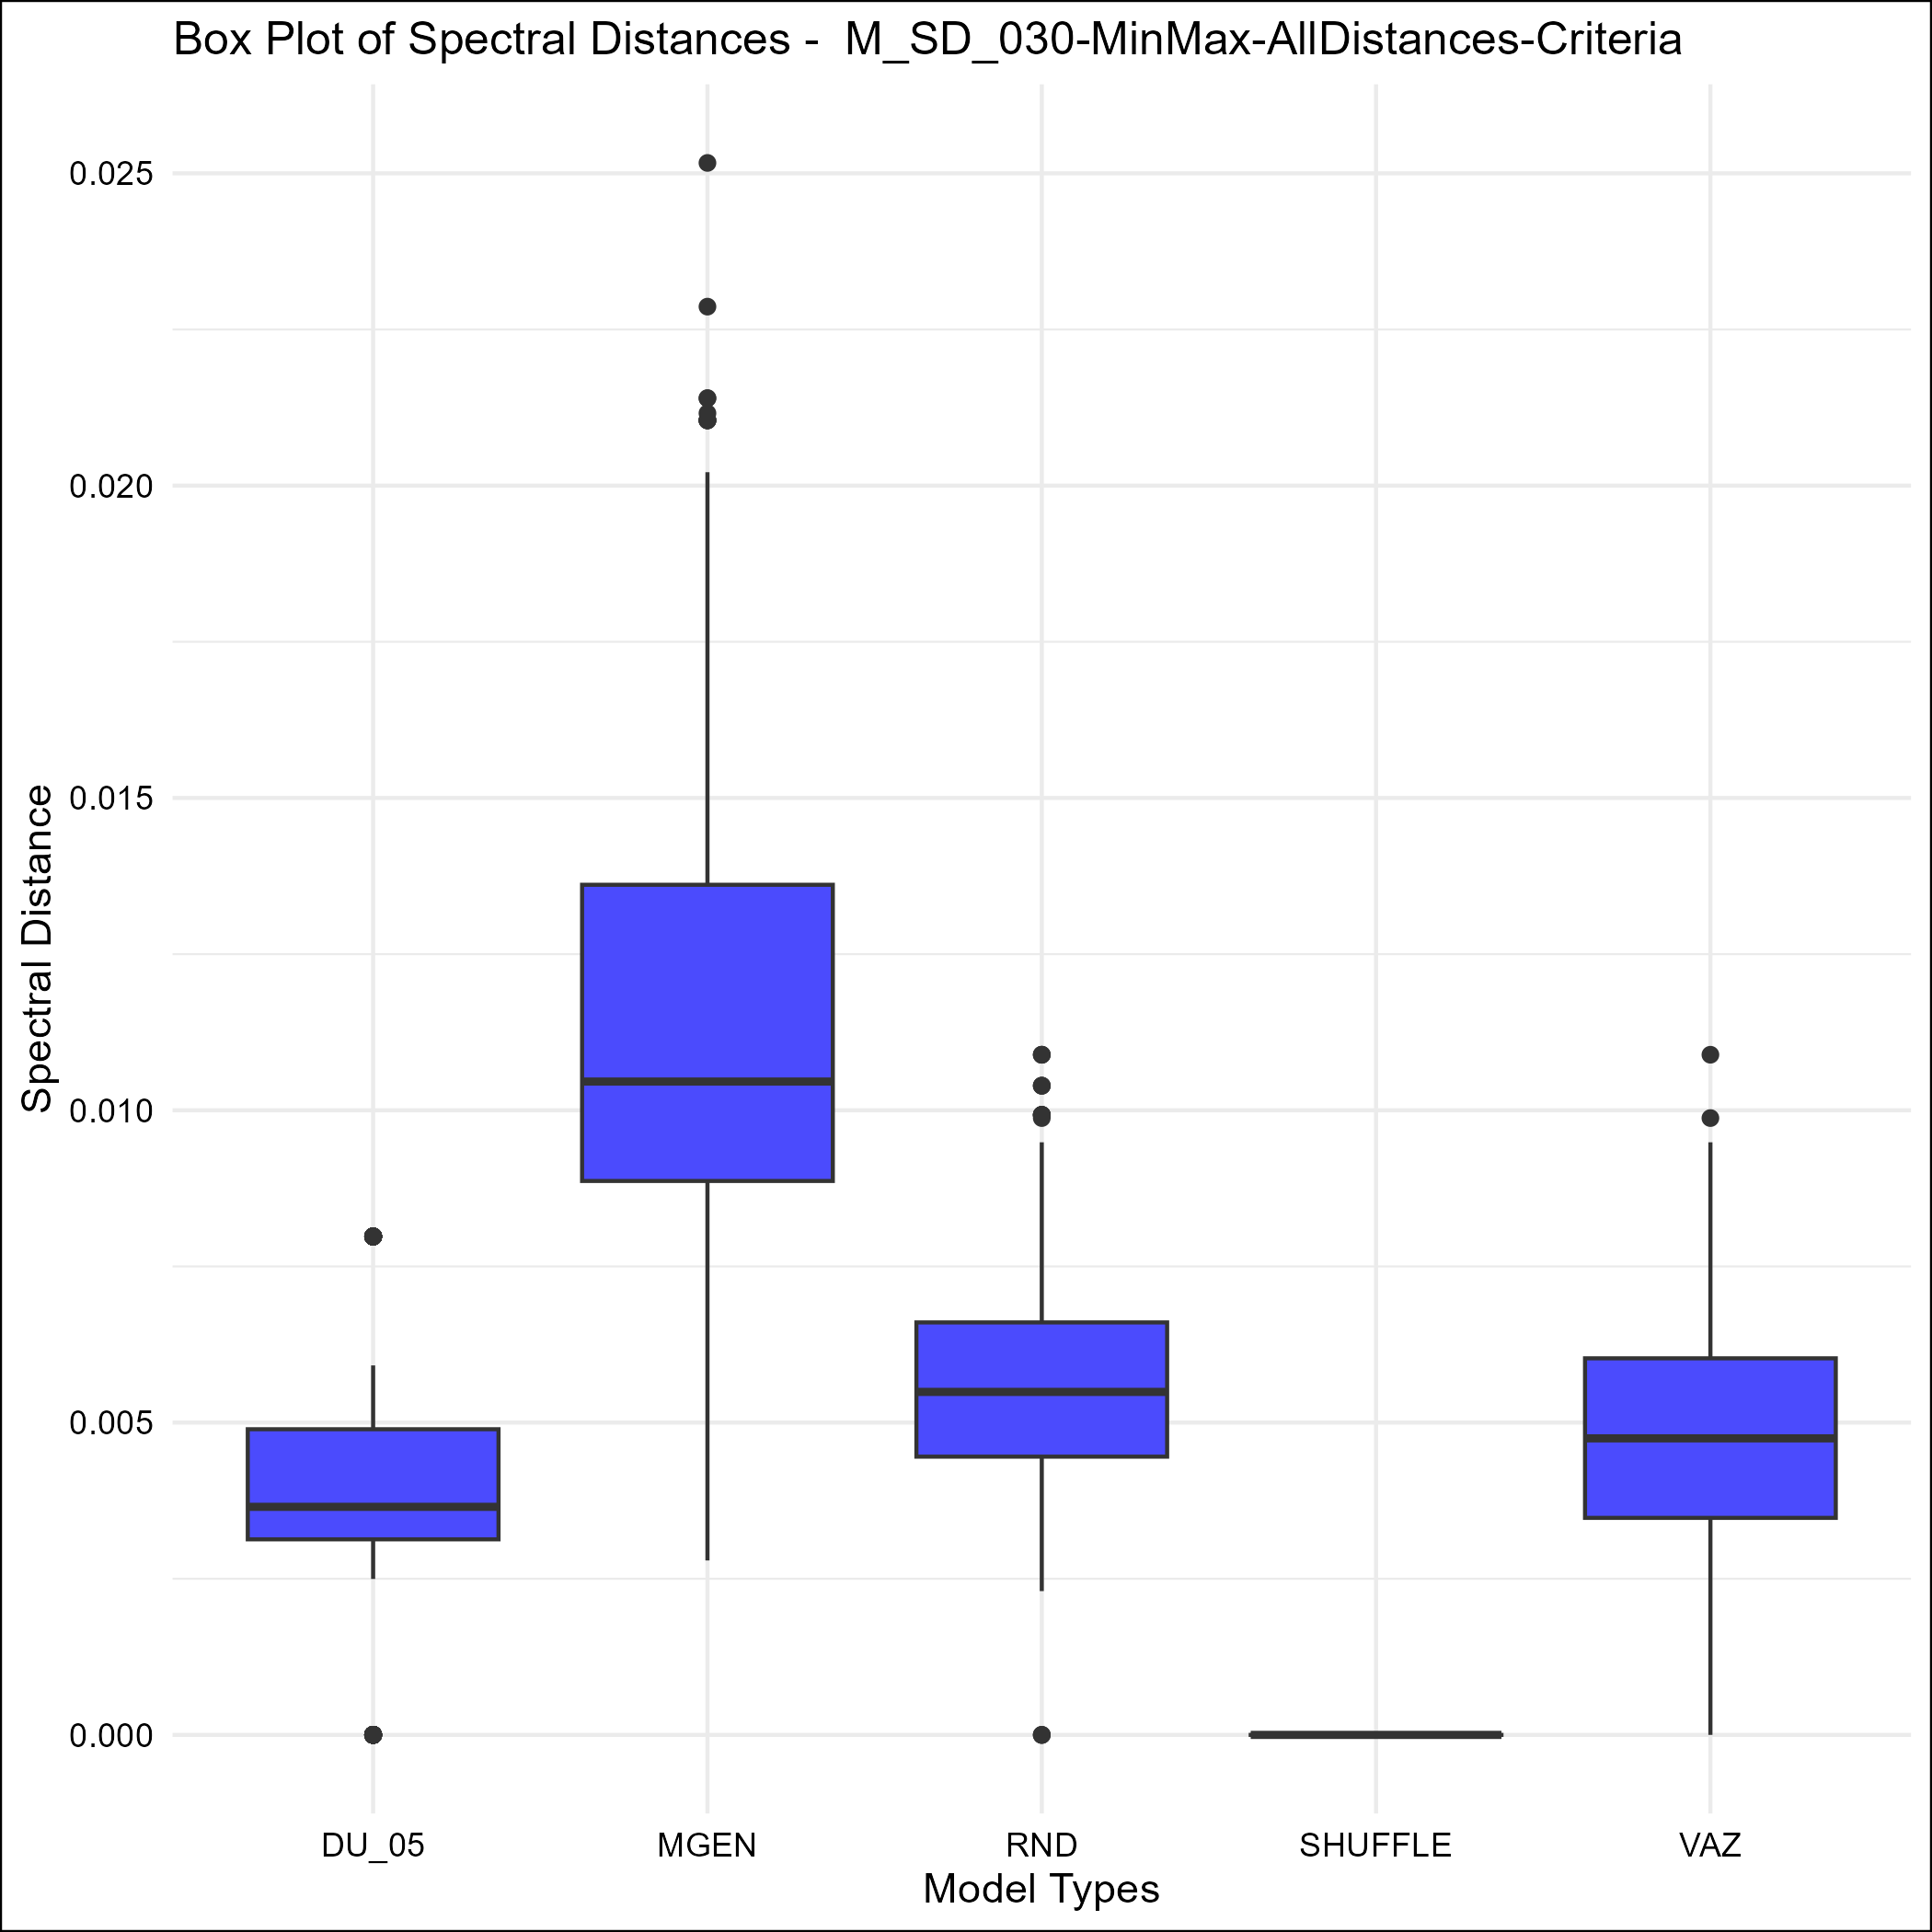 Box Plot of Spectral Distances -  M_SD_030-MinMax-AllDistances-Criteria
Spectral Distance
0.025
0.020
0.015
0.010
0.005
0.000
DU_05 MGEN RND SHUFFLE VAZ
Model Types